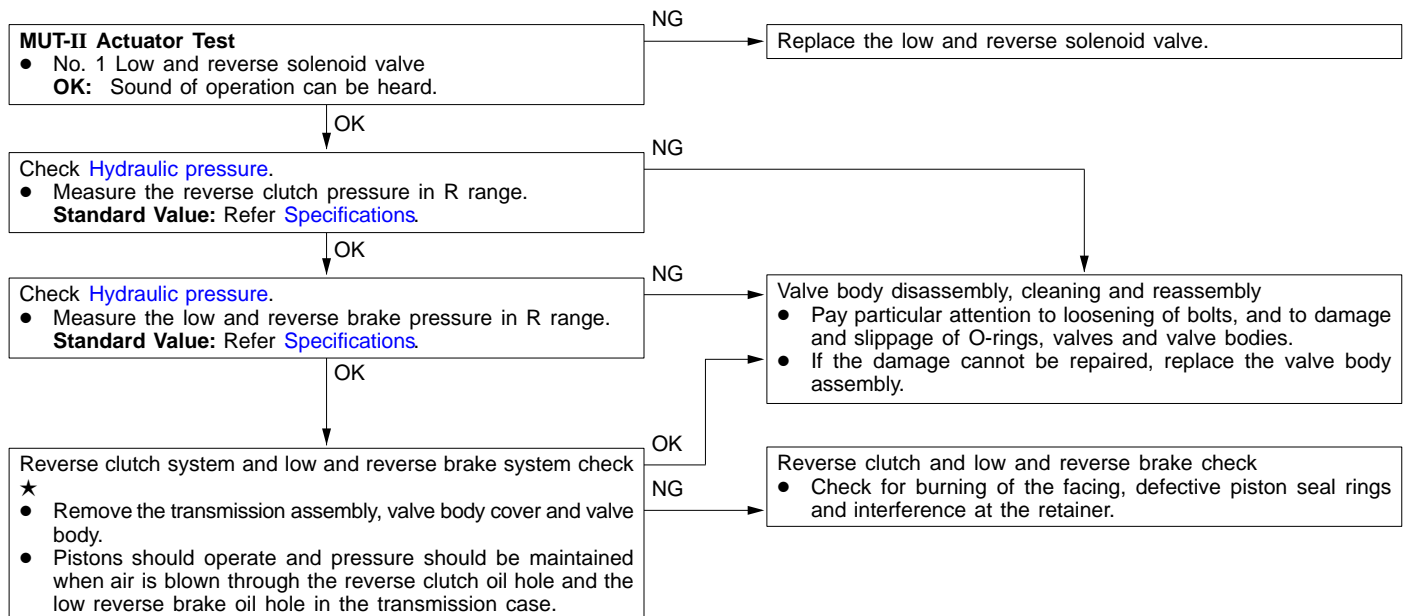 MUT-II Actuator Test
● No. 1 Low and reverse solenoid valve
OK: Sound of operation can be heard.
NG
Replace the low and reverse solenoid valve.
OK
Check Hydraulic pressure.
● Measure the reverse clutch pressure in R range.
Standard Value: Refer Specifications.
NG
OK
Check Hydraulic pressure.
● Measure the low and reverse brake pressure in R range.
Standard Value: Refer Specifications.
NG
Valve body disassembly, cleaning and reassembly
● Pay particular attention to loosening of bolts, and to damage
and slippage of O-rings, valves and valve bodies.
● If the damage cannot be repaired, replace the valve body
assembly.
OK
Reverse clutch system and low and reverse brake system check
★
● Remove the transmission assembly, valve body cover and valve
body.
● Pistons should operate and pressure should be maintained
when air is blown through the reverse clutch oil hole and the
low reverse brake oil hole in the transmission case.
OK
NG
Reverse clutch and low and reverse brake check
● Check for burning of the facing, defective piston seal rings
and interference at the retainer.